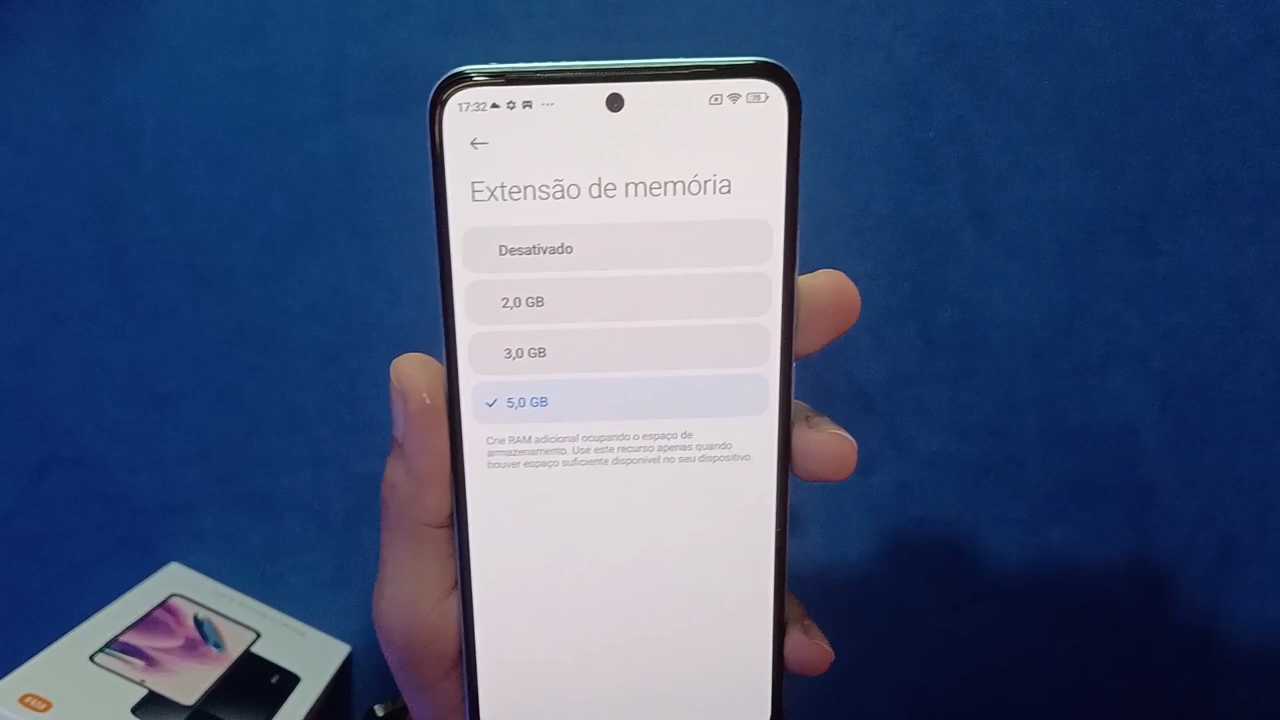 17:32
Extensão de memória
Desativado
2,0 GB
3,0 GB
5,0 GB
Crie RAM adicional ocupando o espaço de
armazenamento. Use este recurso apenas quando
houver espaço suficiente disponível no seu dispositivo.